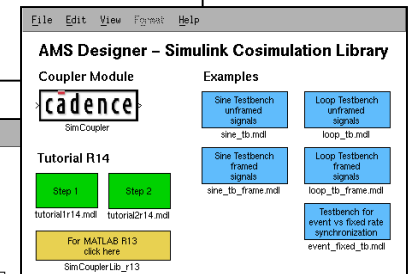 File Edit View Format Help
AMS Designer – Simulink Cosimulation Library
Coupler Module
cadence
SimCoupler
Tutorial R14
Step 1
tutorial1r14.mdl
Step 2
tutorial2r14.mdl
For MATLAB R13
click here
SimCouplerLib_r13
Examples
Sine Testbench
unframed
signals
sine_tb.mdl
Loop Testbench
unframed
signals
loop_tb.mdl
Sine Testbench
framed
signals
sine_tb_frame.mdl
Loop Testbench
framed
signals
loop_tb_frame.mdl
Testbench for
event vs fixed rate
synchronization
event_fixed_tb.mdl